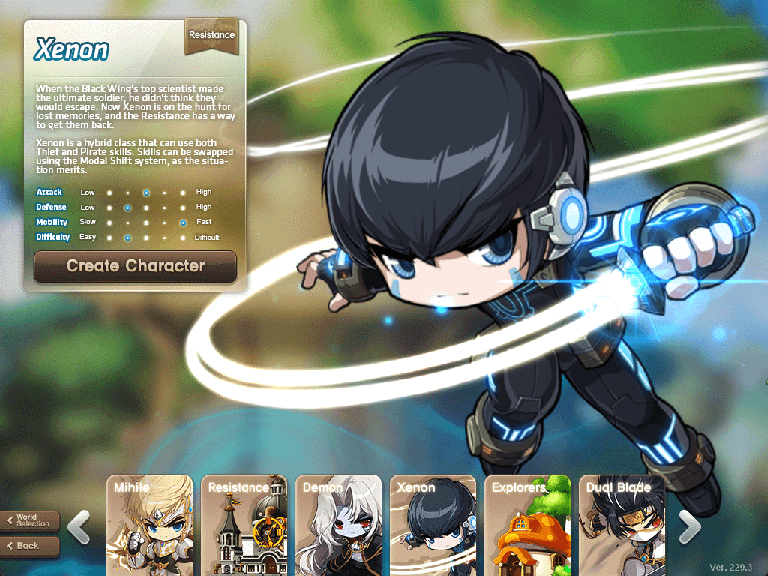 Xenon
Resistance
When the Black Wing's top scientist made
the ultimate soldier, he didn't think they
would escape. Now Xenon is on the hunt for
lost memories, and the Resistance has a way
to get them back.
Xenon is a hybrid class that can use both
Thief and Pirate skills. Skills can be swapped
using the Modal Shift system, as the situa-
tion merits.
Attack Low High
Defense Low High
Mobility Slow Fast
Difficulty Easy Difficult
Create Character
Mihile
Resistance
Demon
Xenon
Explorers
Dual Blade
World
Selection
Back
Ver. 229.3